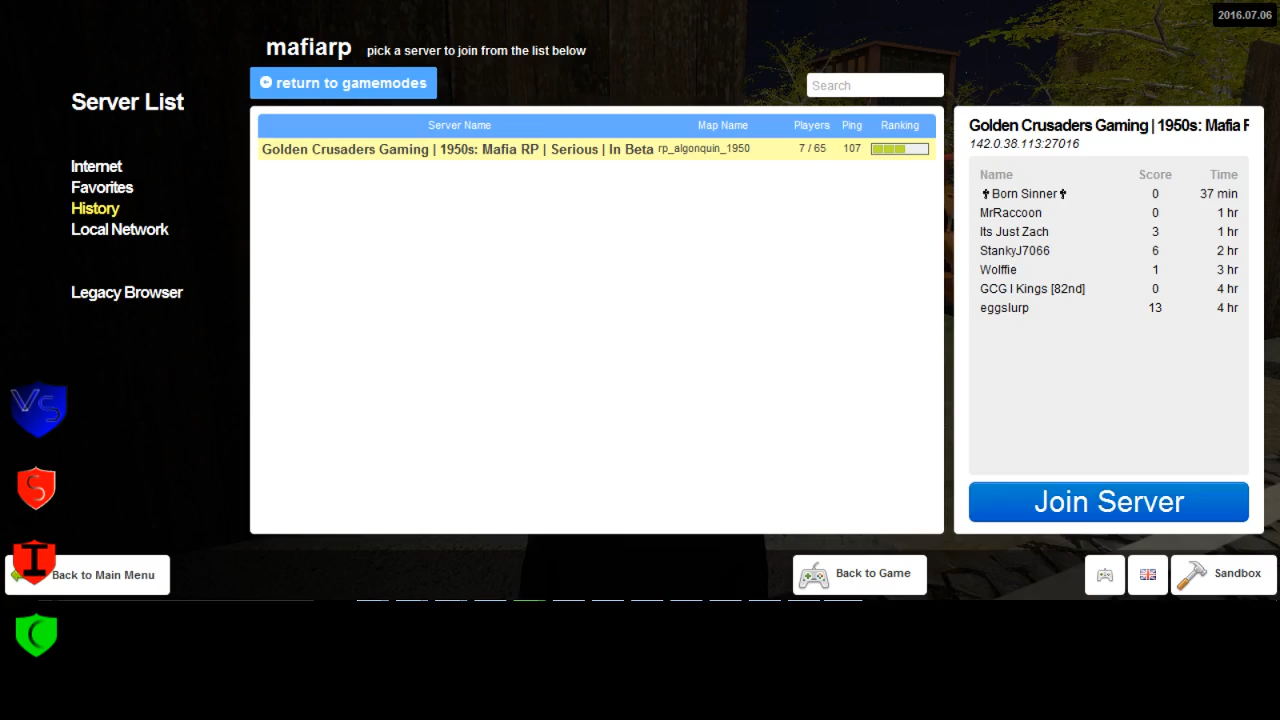 2016.07.06
mafiarp pick a server to join from the list below
return to gamemodes
Search
Server List
Internet
Favorites
History
Local Network
Legacy Browser
Server Name Map Name Players Ping Ranking
Golden Crusaders Gaming | 1950s: Mafia RP | Serious | In Beta rp_algonquin_1950 7 / 65 107
Golden Crusaders Gaming | 1950s: Mafia F
142.0.38.113:27016
Name Score Time
✝Born Sinner✝ 0 37 min
MrRaccoon 0 1 hr
Its Just Zach 3 1 hr
StankyJ7066 6 2 hr
Wolffie 1 3 hr
GCG I Kings [82nd] 0 4 hr
eggslurp 13 4 hr
Join Server
VS
S
I
C
Back to Main Menu
Back to Game
Sandbox